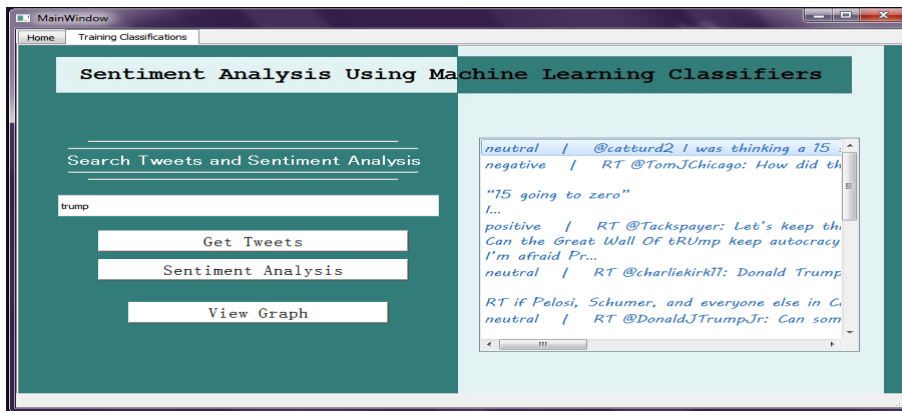 MainWindow
Home Training Classifications
Sentiment Analysis Using Machine Learning Classifiers
Search Tweets and Sentiment Analysis
trump
Get Tweets
Sentiment Analysis
View Graph
neutral | @catturd2 I was thinking a 15
negative | RT @TomJChicago: How did th
“15 going to zero”
I...
positive | RT @Tackspayer: Let's keep thi
Can the Great Wall Of tRUmp keep autocracy
I'm afraid Pr...
neutral | RT @charliekirk11: Donald Trump
RT if Pelosi, Schumer, and everyone else in C
neutral | RT @DonaldJTrumpJr: Can som